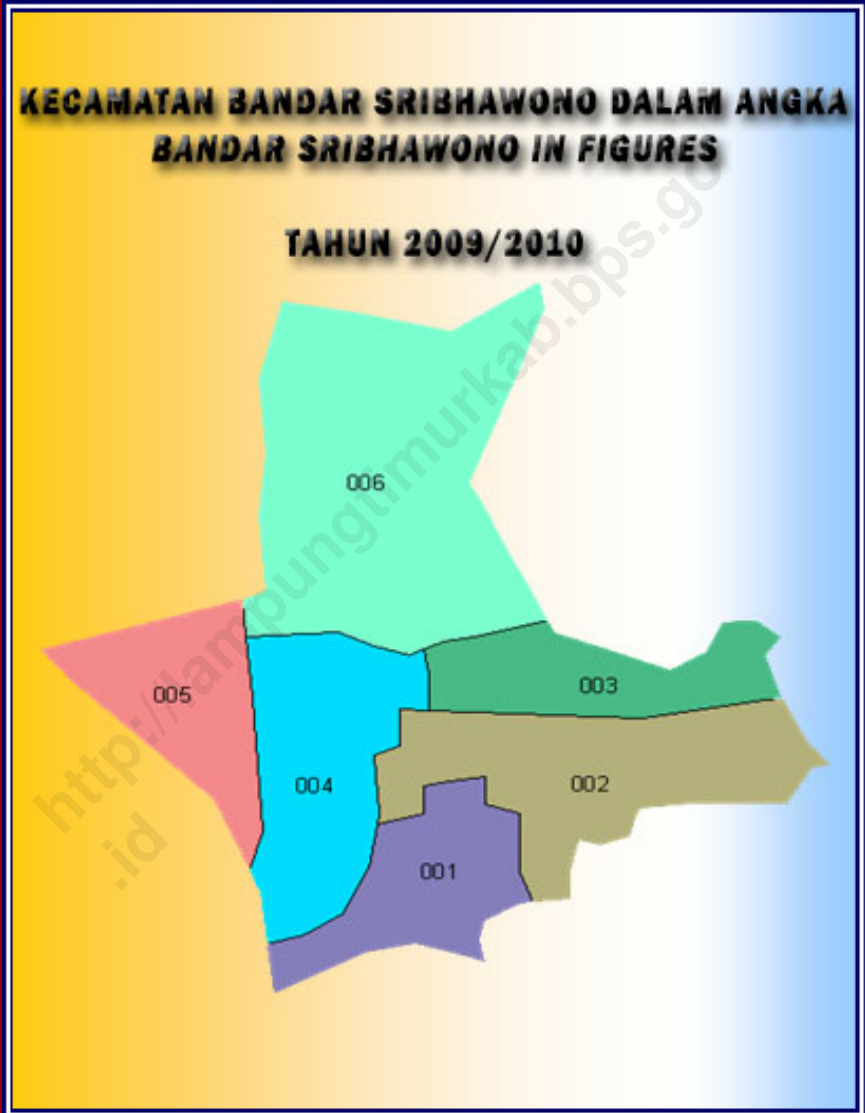 KECAMATAN BANDAR SRIBHAWONO DALAM ANGKA
BANDAR SRIBHAWONO IN FIGURES
TAHUN 2009/2010
006
003
005
004
002
001
http://lampungtimurkab.bps.go
.id